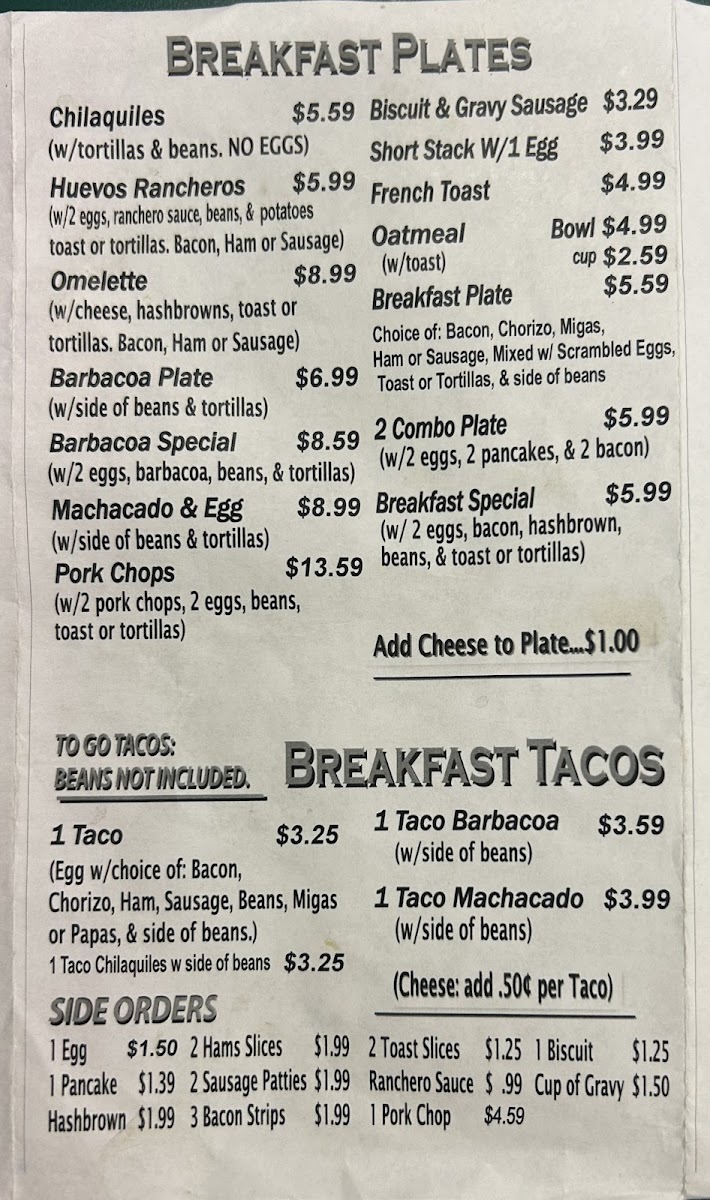 BREAKFAST PLATES
Chilaquiles $5.59
(w/tortillas & beans. NO EGGS)
Huevos Rancheros $5.99
(w/2 eggs, ranchero sauce, beans, & potatoes
toast or tortillas. Bacon, Ham or Sausage)
Omelette $8.99
(w/cheese, hashbrowns, toast or
tortillas. Bacon, Ham or Sausage)
Barbacoa Plate $6.99
(w/side of beans & tortillas)
Barbacoa Special $8.59
(w/2 eggs, barbacoa, beans, & tortillas)
Machacado & Egg $8.99
(w/side of beans & tortillas)
Pork Chops $13.59
(w/2 pork chops, 2 eggs, beans,
toast or tortillas)
Biscuit & Gravy Sausage $3.29
Short Stack W/1 Egg $3.99
French Toast $4.99
Oatmeal Bowl $4.99
(w/toast) cup $2.59
Breakfast Plate $5.59
Choice of: Bacon, Chorizo, Migas,
Ham or Sausage, Mixed w/ Scrambled Eggs,
Toast or Tortillas, & side of beans
2 Combo Plate $5.99
(w/2 eggs, 2 pancakes, & 2 bacon)
Breakfast Special $5.99
(w/ 2 eggs, bacon, hashbrown,
beans, & toast or tortillas)
Add Cheese to Plate...$1.00
TO GO TACOS:
BEANS NOT INCLUDED.
BREAKFAST TACOS
1 Taco $3.25
(Egg w/choice of: Bacon,
Chorizo, Ham, Sausage, Beans, Migas
or Papas, & side of beans.)
1 Taco Chilaquiles w side of beans $3.25
1 Taco Barbacoa $3.59
(w/side of beans)
1 Taco Machacado $3.99
(w/side of beans)
(Cheese: add .50¢ per Taco)
SIDE ORDERS
1 Egg $1.50 2 Hams Slices $1.99 2 Toast Slices $1.25 1 Biscuit $1.25
1 Pancake $1.39 2 Sausage Patties $1.99 Ranchero Sauce $ .99 Cup of Gravy $1.50
Hashbrown $1.99 3 Bacon Strips $1.99 1 Pork Chop $4.59